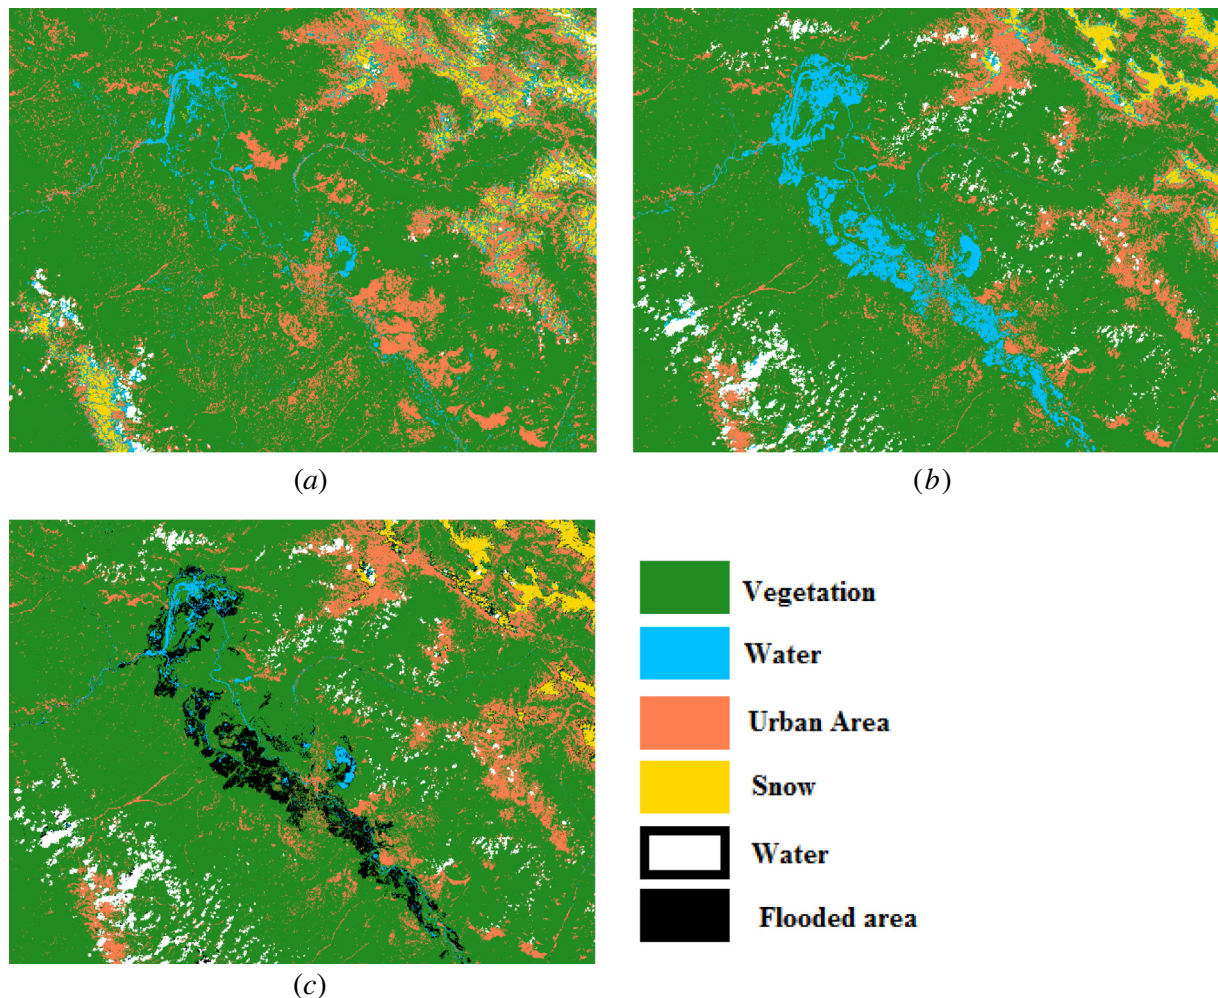 (a)
(b)
Vegetation
Water
Urban Area
Snow
Water
Flooded area
(c)